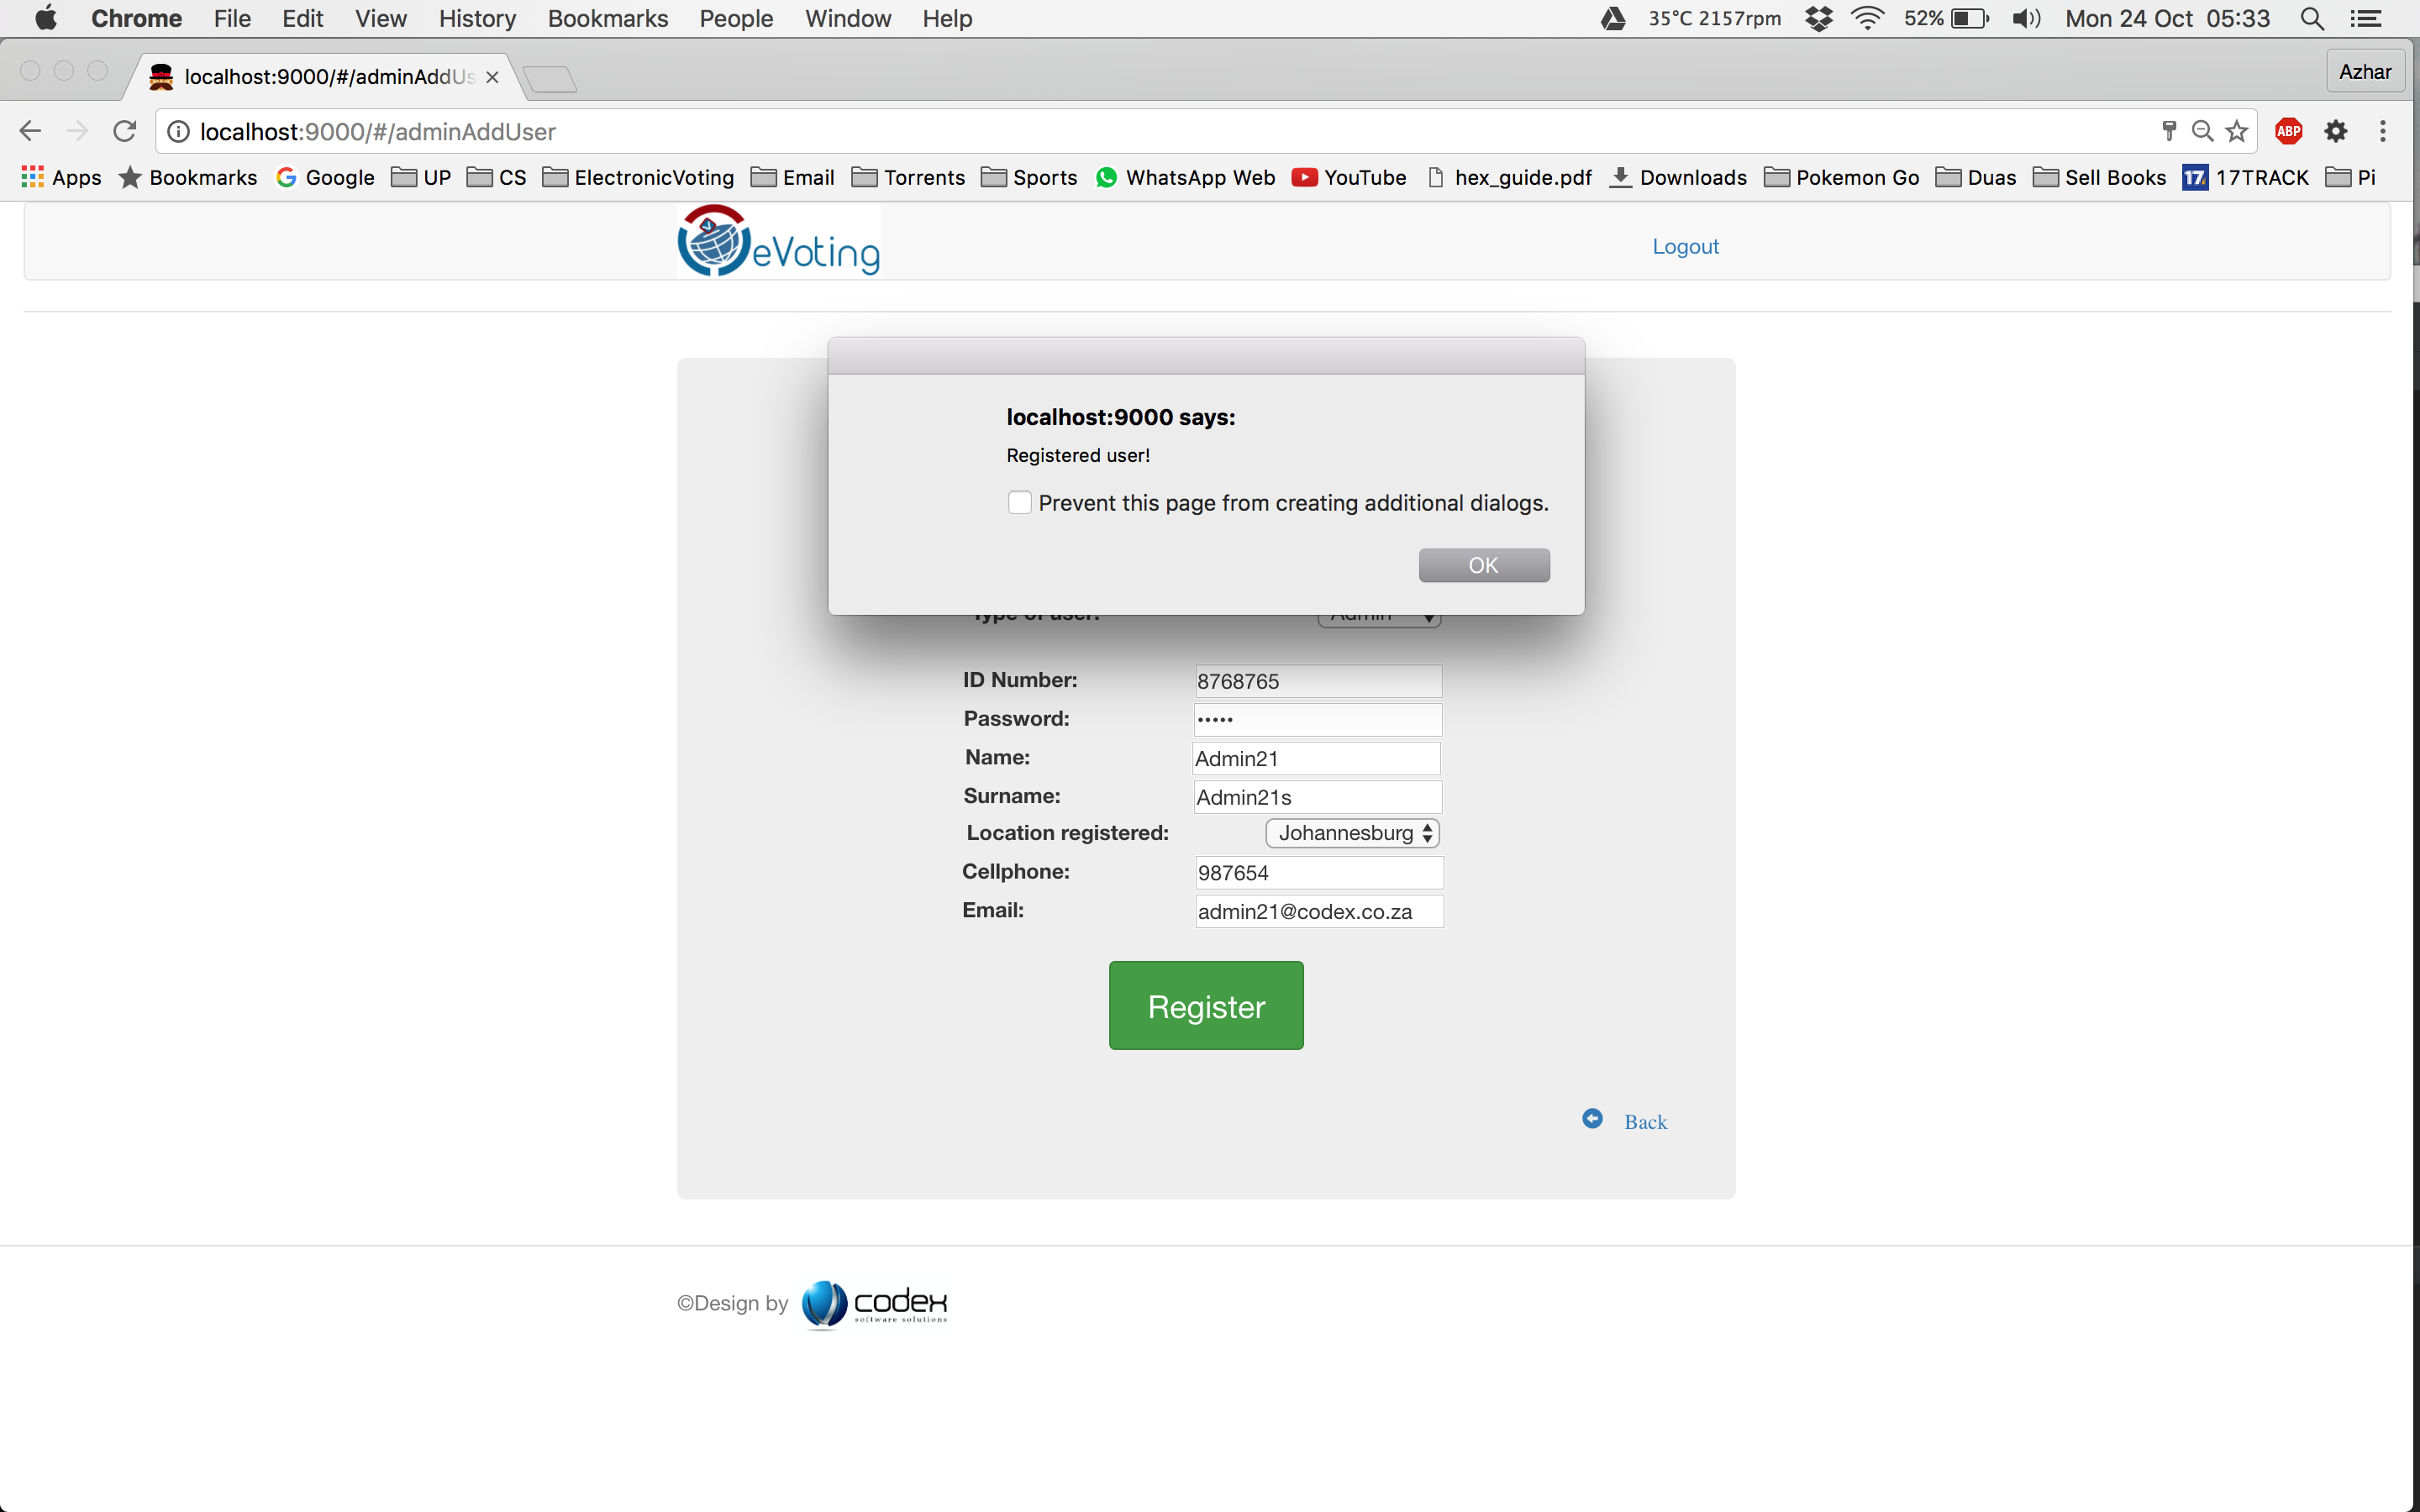 Chrome File Edit View History Bookmarks People Window Help 35°C 2157rpm 52% Mon 24 Oct 05:33
localhost:9000/#/adminAddUs
Azhar
localhost:9000/#/adminAddUser
ABP
Apps Bookmarks Google UP CS ElectronicVoting Email Torrents Sports WhatsApp Web YouTube hex_guide.pdf Downloads Pokemon Go Duas Sell Books 17 17TRACK Pi
eVoting
Logout
localhost:9000 says:
Registered user!
Prevent this page from creating additional dialogs.
OK
Type of user: Admin
ID Number: 8768765
Password: •••••
Name: Admin21
Surname: Admin21s
Location registered: Johannesburg
Cellphone: 987654
Email: admin21@codex.co.za
Register
Back
©Design by codex
software solutions